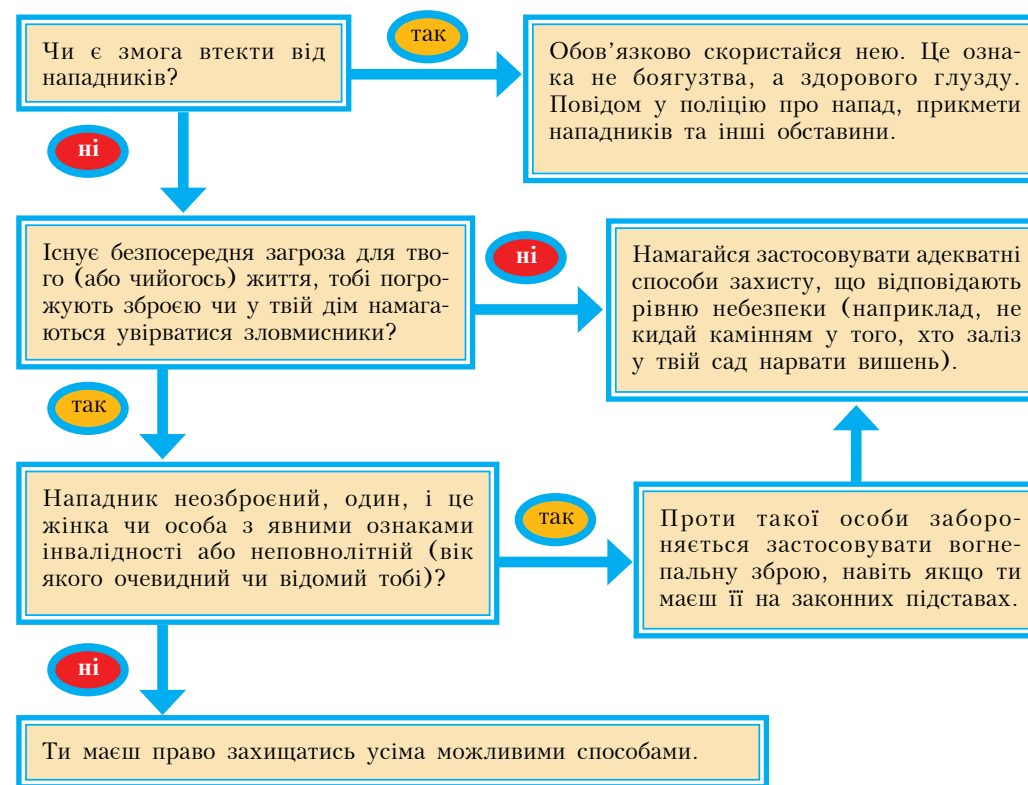 Чи є змога втекти від
нападників?
так
Обов’язково скористайся нею. Це озна-
ка не боягузтва, а здорового глузду.
Повідом у поліцію про напад, прикмети
нападників та інші обставини.
ні
Існує безпосередня загроза для тво-
го (або чийогось) життя, тобі погро-
жують зброєю чи у твій дім намага-
ються увірватися зловмисники?
ні
Намагайся застосовувати адекватні
способи захисту, що відповідають
рівню небезпеки (наприклад, не
кидай камінням у того, хто заліз
у твій сад нарвати вишень).
так
Нападник неозброєний, один, і це
жінка чи особа з явними ознаками
інвалідності або неповнолітній (вік
якого очевидний чи відомий тобі)?
так
Проти такої особи заборо-
няється застосовувати вогне-
пальну зброю, навіть якщо ти
маєш її на законних підставах.
ні
Ти маєш право захищатись усіма можливими способами.